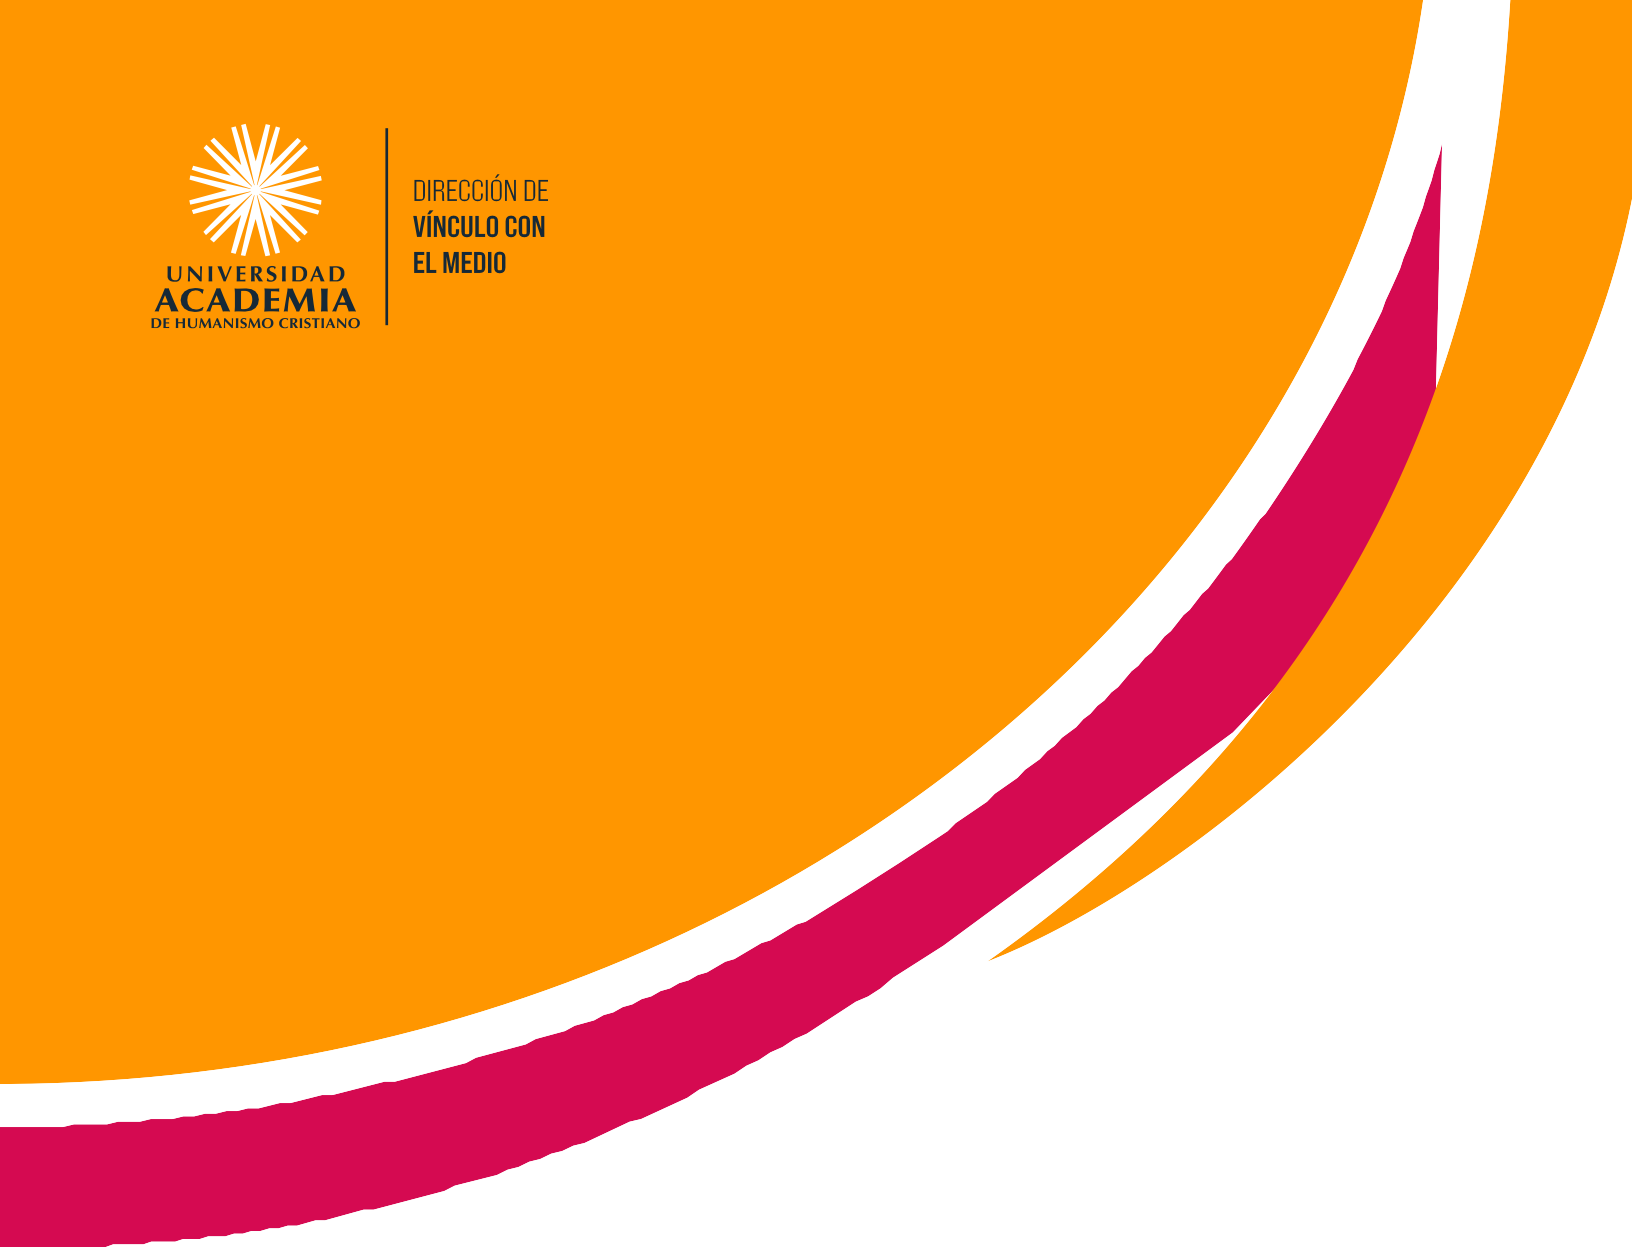 UNIVERSIDAD
ACADEMIA
DE HUMANISMO CRISTIANO
DIRECCIÓN DE
VÍNCULO CON
EL MEDIO